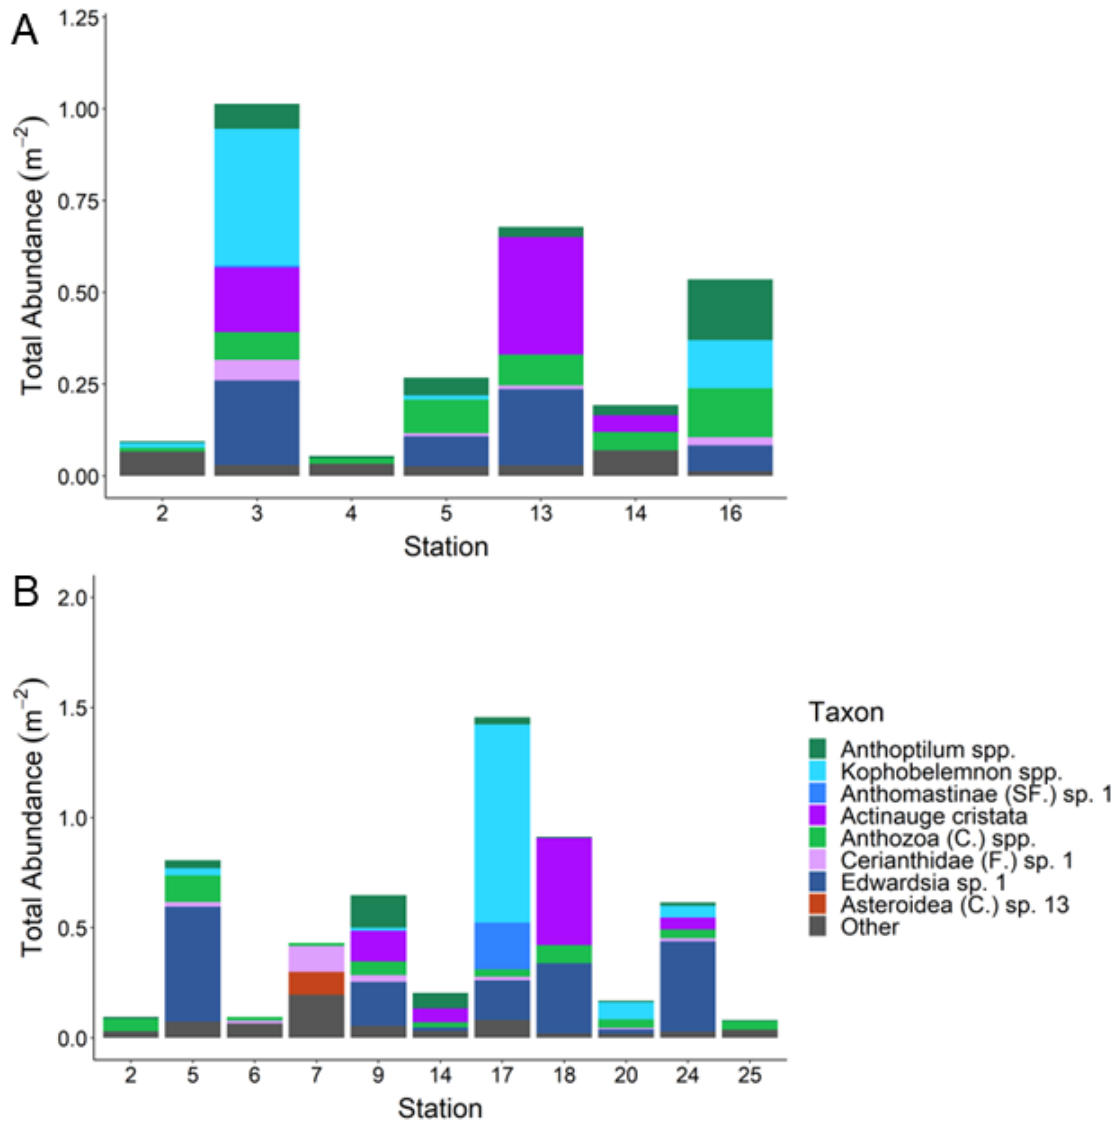 A
1.25
1.00
0.75
0.50
0.25
0.00
Total Abundance (m⁻²)
2 3 4 5 13 14 16
Station
B
2.0
1.5
1.0
0.5
0.0
Total Abundance (m⁻²)
2 5 6 7 9 14 17 18 20 24 25
Station
Taxon
Anthoptilum spp.
Kophobelemnon spp.
Anthomastinae (SF.) sp. 1
Actinauge cristata
Anthozoa (C.) spp.
Cerianthidae (F.) sp. 1
Edwardsia sp. 1
Asteroidea (C.) sp. 13
Other